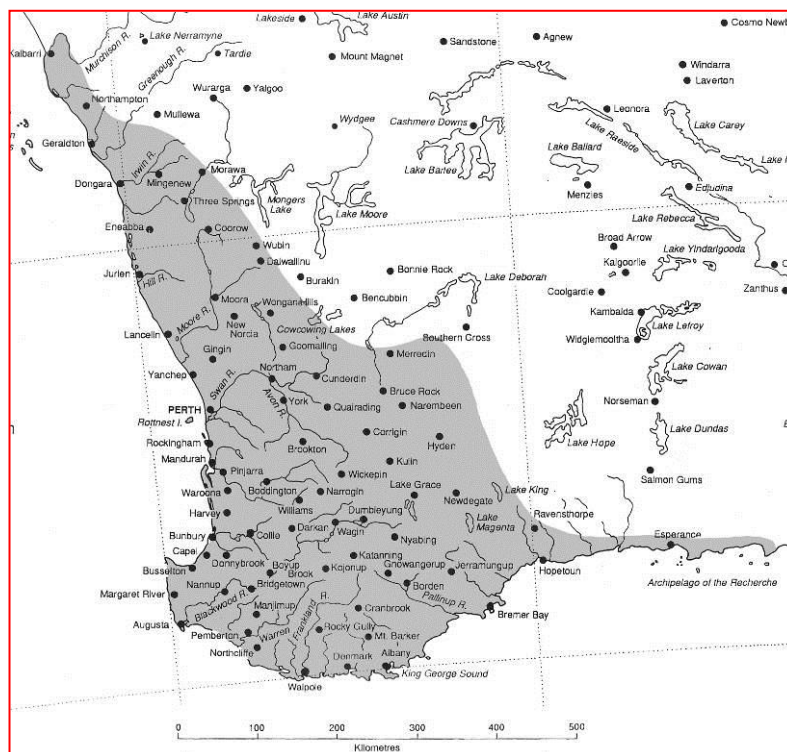 Lakeside
Lake Austin
Cosmo Newb
Kalbarri
Murchison R.
Lake Nerramyne
Tardie
Greenough R.
Mount Magnet
Sandstone
Agnew
Windarra
Laverton
Northampton
Wurarga
Yalgoo
Mullewa
Wydgee
Cashmere Downs
Leonora
Lake Carey
Lake Raeside
Geraldton
Irwin R.
Lake Ballard
Lake Barlee
Dongara
Mingenew
Morawa
Mongers
Lake
Lake Moore
Menzies
Edjudina
Three Springs
Lake Rebecca
Eneabba
Coorow
Wubin
Broad Arrow
Lake Yindarlgooda
Dalwallinu
Kalgoorlie
Jurien
Hill R.
Burakin
Bonnie Rock
Lake Deborah
Zanthus
Coolgardie
Moora
Wongan Hills
Bencubbin
Kambalda
Moore R.
New
Norcia
Cowcowing Lakes
Southern Cross
Lake Lefroy
Lancelin
Widgiemooltha
Goomalling
Gingin
Merredin
Lake Cowan
Yanchep
Swan R.
Northam
Cunderdin
Bruce Rock
Norseman
PERTH
Avon R.
York
Quairading
Narembeen
Rottnest I.
Lake Dundas
Rockingham
Brookton
Corrigin
Hyden
Lake Hope
Mandurah
Pinjarra
Kulin
Wickepin
Salmon Gums
Waroona
Boddington
Narrogin
Lake Grace
Newdegate
Lake King
Williams
Harvey
Dumbleyung
Ravensthorpe
Darkan
Wagin
Lake
Magenta
Bunbury
Collie
Nyabing
Esperance
Capel
Donnybrook
Katanning
Busselton
Boyup
Brook
Kojonup
Gnowangerup
Jerramungup
Hopetoun
Nannup
Bridgetown
Borden
Archipelago of the Recherche
Margaret River
Blackwood R.
Manjimup
Frankland
R.
Pallinup R.
Cranbrook
Bremer Bay
Augusta
Pemberton
Warren
Rocky Gully
Mt. Barker
Northcliffe
Denmark
Albany
King George Sound
Walpole
0 100 200 300 400 500
Kilometres